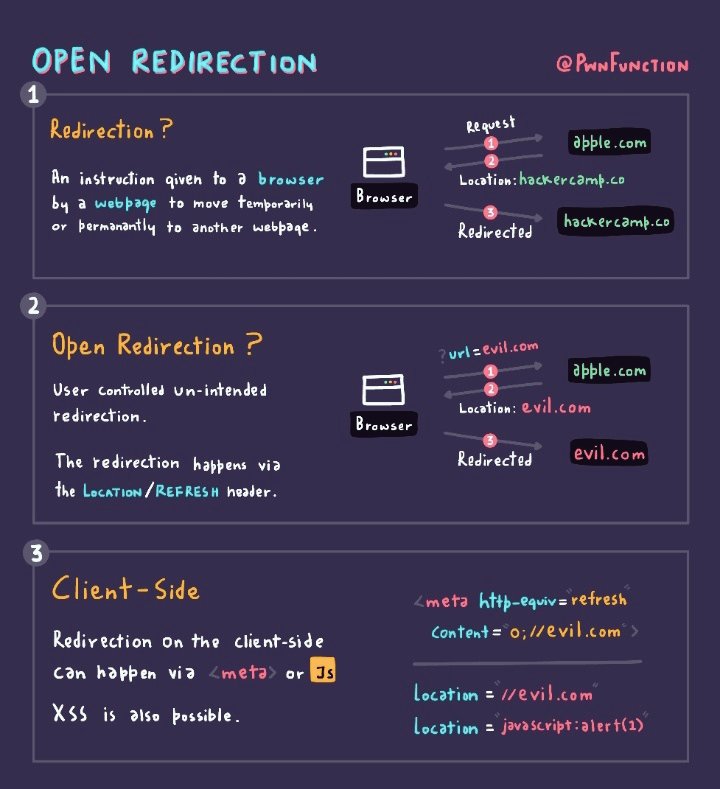 OPEN REDIRECTION
@PwnFunction
1
Redirection?
An instruction given to a browser
by a webpage to move temporarily
or permanantly to another webpage.
Browser
Request
1
2
Location: hackercamp.co
3
Redirected
apple.com
hackercamp.co
2
Open Redirection?
User controlled un-intended
redirection.
The redirection happens via
the LOCATION/REFRESH header.
Browser
?url=evil.com
1
2
Location: evil.com
3
Redirected
apple.com
evil.com
3
Client-Side
Redirection on the client-side
can happen via <meta> or Js
XSS is also possible.
<meta http-equiv="refresh"
content="0;//evil.com">
location = "//evil.com"
location = "javascript:alert(1)"